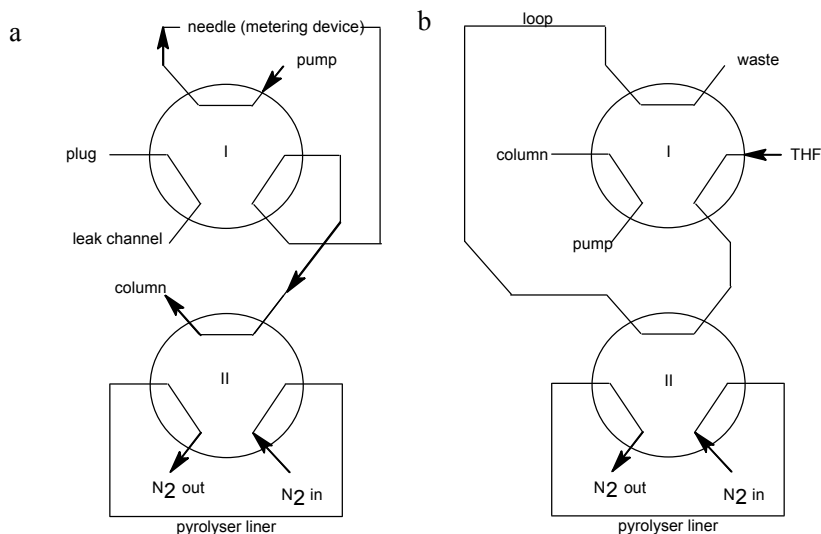 a
needle (metering device)
pump
plug
I
leak channel
column
II
N2 out
N2 in
pyrolyser liner
b
loop
waste
column
I
THF
pump
II
N2 out
N2 in
pyrolyser liner